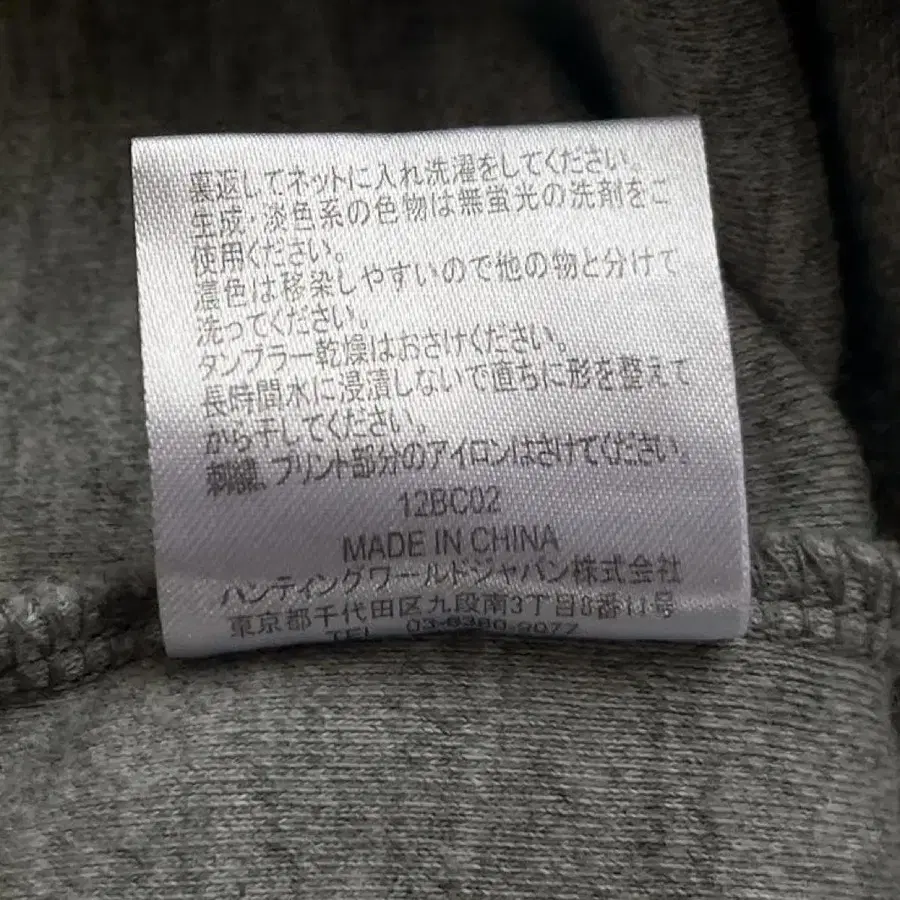 裏返してネットに入れ洗濯をしてください。
生成・淡色系の色物は無蛍光の洗剤をご
使用ください。
濃色は移染しやすいので他の物と分けて
洗ってください。
タンブラー乾燥はおさけください。
長時間水に浸漬しないで直ちに形を整えて
から干してください。
刺繍、プリント部分のアイロンはさけてください。
12BC02
MADE IN CHINA
ハンティングワールドジャパン株式会社
東京都千代田区九段南3丁目8番11号
TEL 03-6380-9077